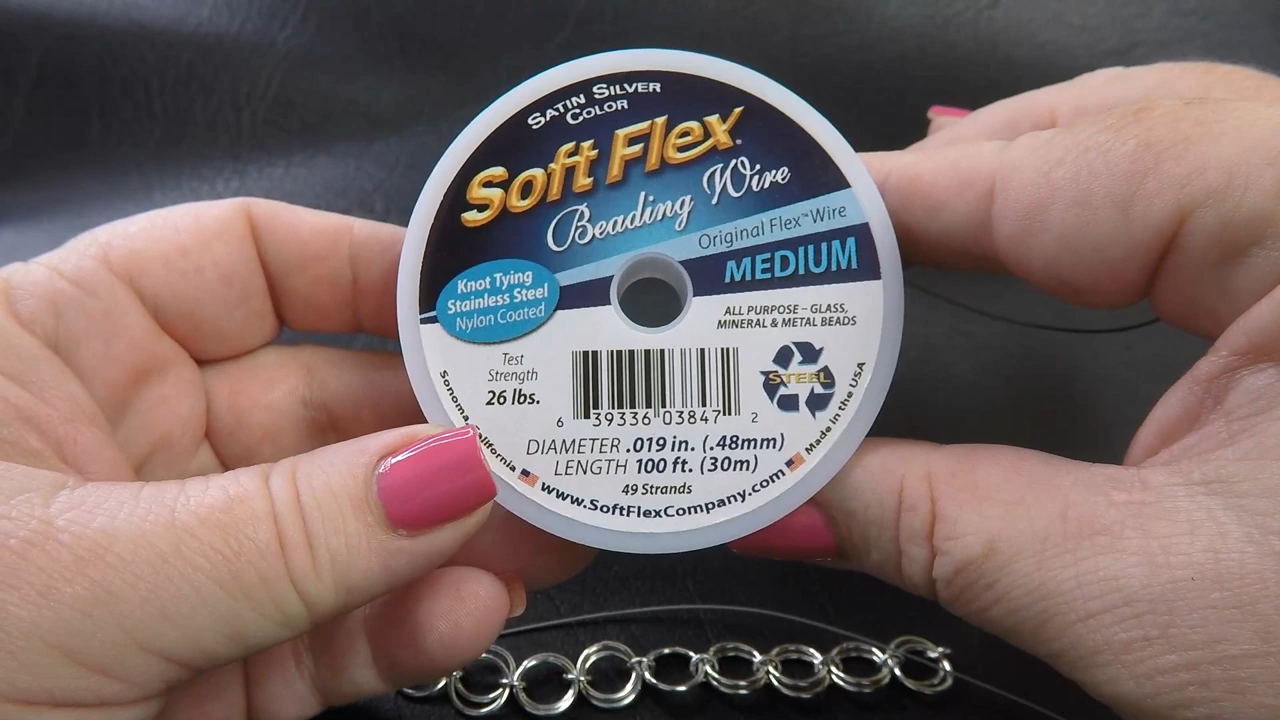 SATIN SILVER
COLOR
Soft Flex®
Beading Wire
Original Flex™ Wire
MEDIUM
Knot Tying
Stainless Steel
Nylon Coated
ALL PURPOSE – GLASS,
MINERAL & METAL BEADS
Test
Strength
26 lbs.
6 39336 03847 2
STEEL
DIAMETER .019 in. (.48mm)
LENGTH 100 ft. (30m)
49 Strands
Sonoma, California
www.SoftFlexCompany.com
Made in the USA